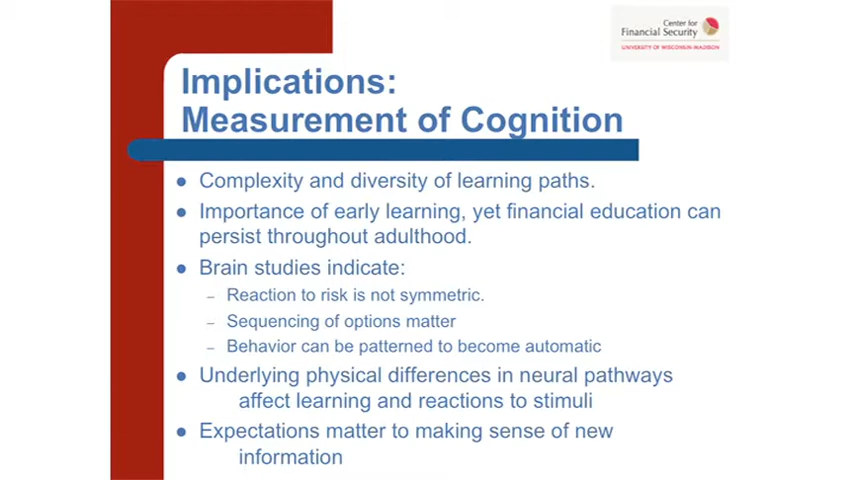 Center for
Financial Security
UNIVERSITY OF WISCONSIN-MADISON
Implications:
Measurement of Cognition
● Complexity and diversity of learning paths.
● Importance of early learning, yet financial education can
persist throughout adulthood.
● Brain studies indicate:
– Reaction to risk is not symmetric.
– Sequencing of options matter
– Behavior can be patterned to become automatic
● Underlying physical differences in neural pathways
affect learning and reactions to stimuli
● Expectations matter to making sense of new
information